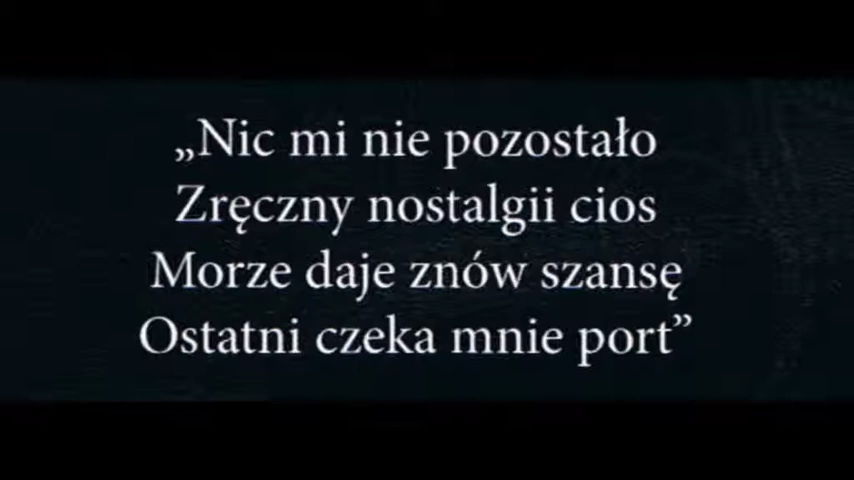 „Nic mi nie pozostało
Zręczny nostalgii cios
Morze daje znów szansę
Ostatni czeka mnie port”